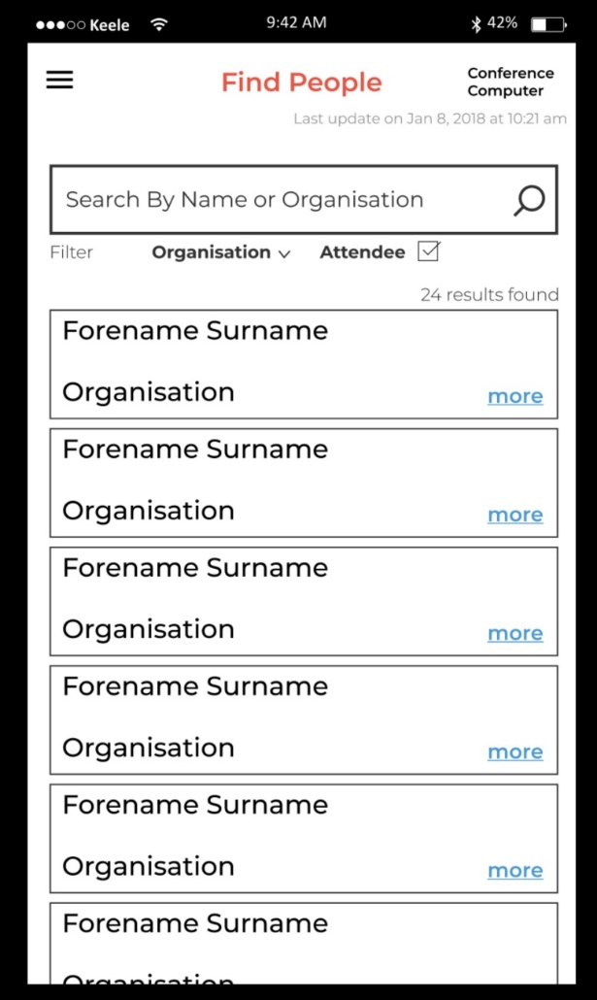 Keele 9:42 AM 42%
Find People
Conference
Computer
Last update on Jan 8, 2018 at 10:21 am
Search By Name or Organisation
Filter Organisation Attendee
24 results found
Forename Surname
Organisation more
Forename Surname
Organisation more
Forename Surname
Organisation more
Forename Surname
Organisation more
Forename Surname
Organisation more
Forename Surname
Organisation